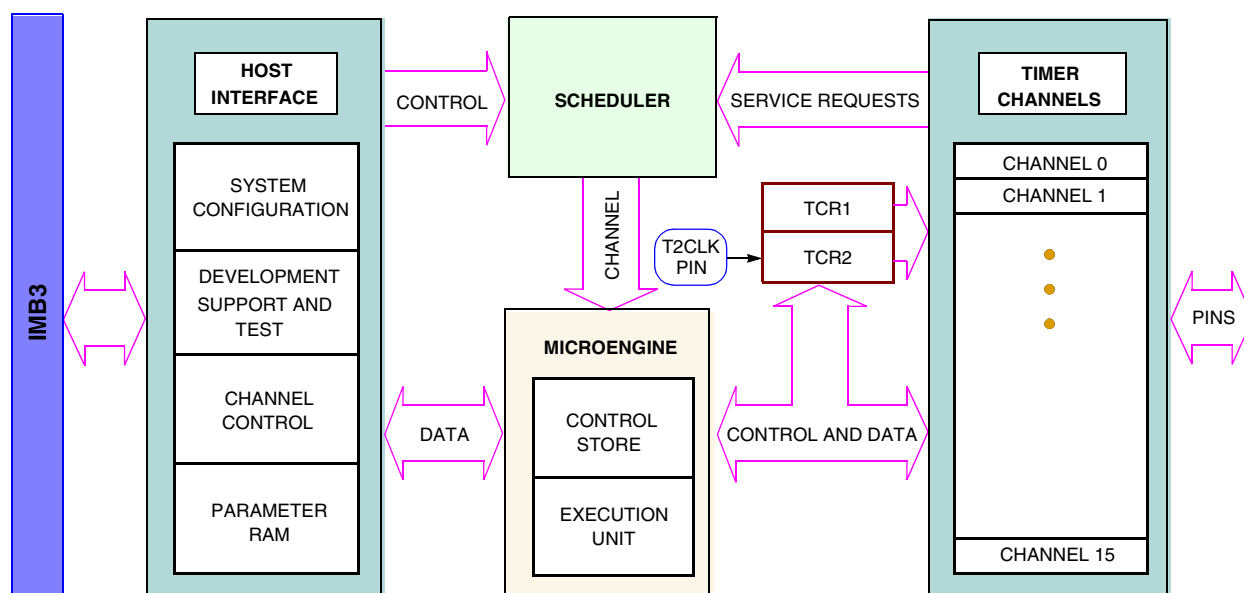 IMB3
HOST
INTERFACE
SYSTEM
CONFIGURATION
DEVELOPMENT
SUPPORT AND
TEST
CHANNEL
CONTROL
PARAMETER
RAM
CONTROL
DATA
SCHEDULER
CHANNEL
MICROENGINE
CONTROL
STORE
EXECUTION
UNIT
SERVICE REQUESTS
TCR1
TCR2
T2CLK
PIN
CONTROL AND DATA
TIMER
CHANNELS
CHANNEL 0
CHANNEL 1
CHANNEL 15
PINS